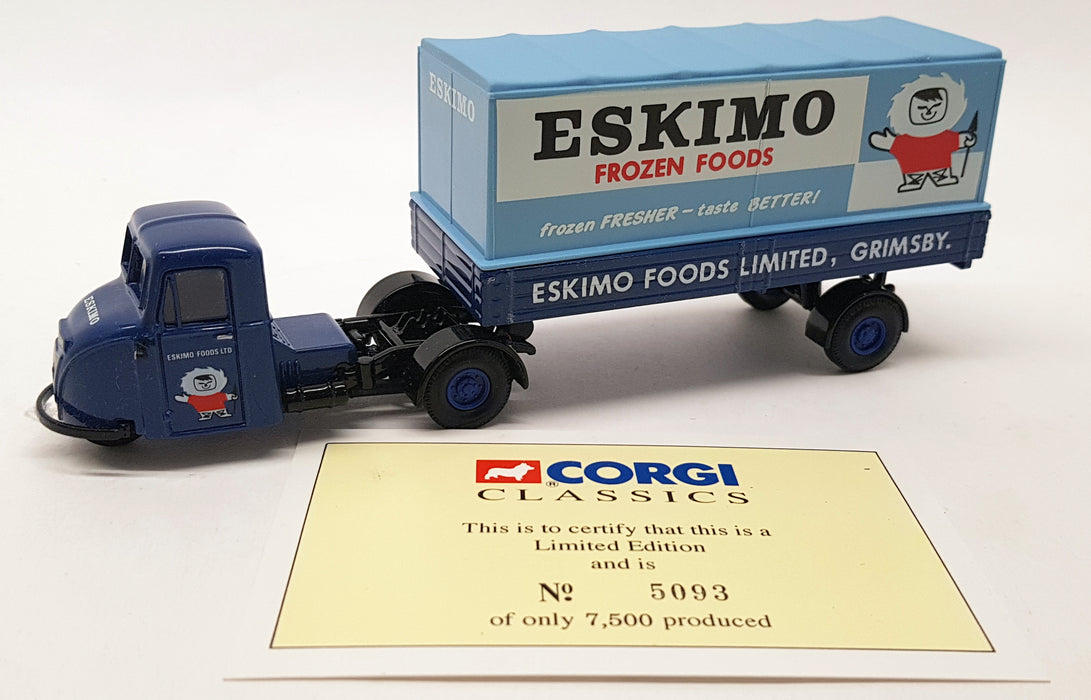 ESKIMO
ESKIMO
FROZEN FOODS
frozen FRESHER – taste BETTER!
ESKIMO FOODS LIMITED, GRIMSBY.
ESKIMO
ESKIMO FOODS LTD
CORGI
®
CLASSICS
This is to certify that this is a
Limited Edition
and is
Nº 5093
of only 7,500 produced